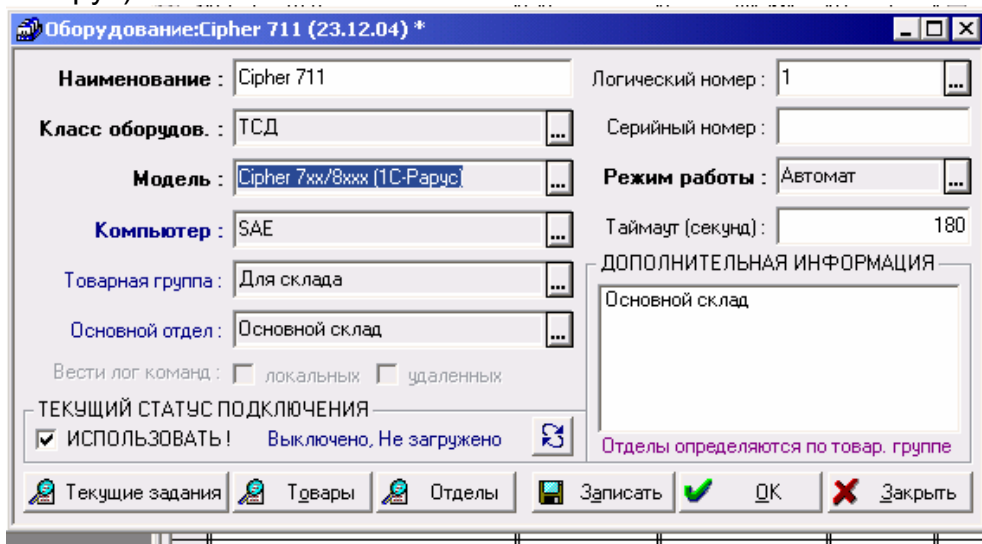 Оборудование:Cipher 711 (23.12.04) *
Наименование : Cipher 711
Логический номер : 1 ...
Класс оборудов. : ТСД ...
Серийный номер :
Модель : Cipher 7xx/8xxx (1С-Рарус) ...
Режим работы : Автомат ...
Компьютер : SAE ...
Таймаут (секунд) : 180
Товарная группа : Для склада ...
ДОПОЛНИТЕЛЬНАЯ ИНФОРМАЦИЯ
Основной склад
Основной отдел : Основной склад ...
Вести лог команд : локальных удаленных
ТЕКУЩИЙ СТАТУС ПОДКЛЮЧЕНИЯ
ИСПОЛЬЗОВАТЬ ! Выключено, Не загружено
Отделы определяются по товар. группе
Текущие задания Товары Отделы Записать OK Закрыть